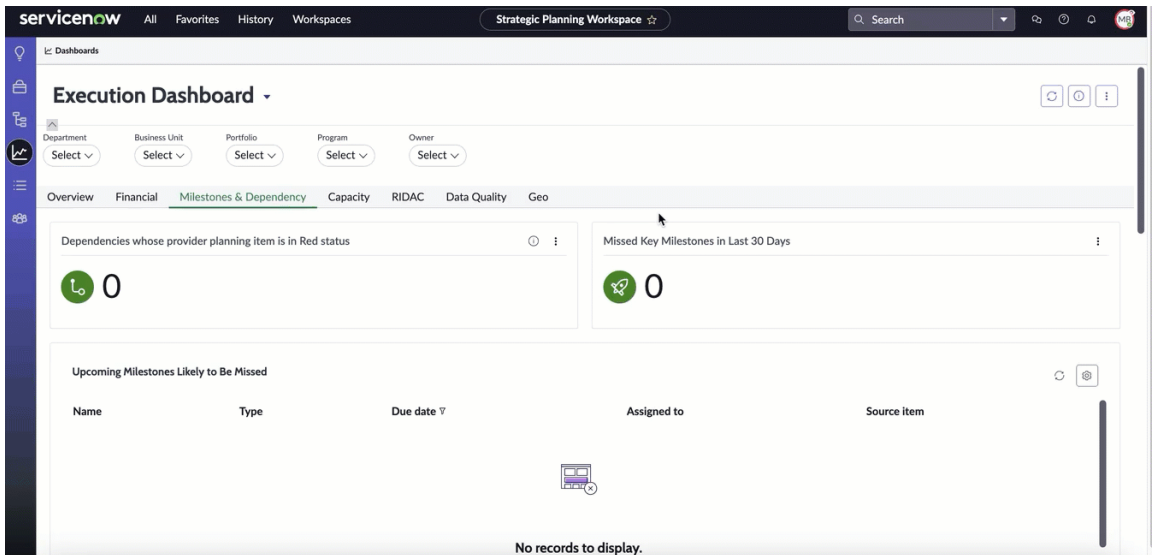 servicenow All Favorites History Workspaces Strategic Planning Workspace Search MB
Dashboards
Execution Dashboard
Department Business Unit Portfolio Program Owner
Select Select Select Select Select
Overview Financial Milestones & Dependency Capacity RIDAC Data Quality Geo
Dependencies whose provider planning item is in Red status
0
Missed Key Milestones in Last 30 Days
0
Upcoming Milestones Likely to Be Missed
Name Type Due date Assigned to Source item
No records to display.